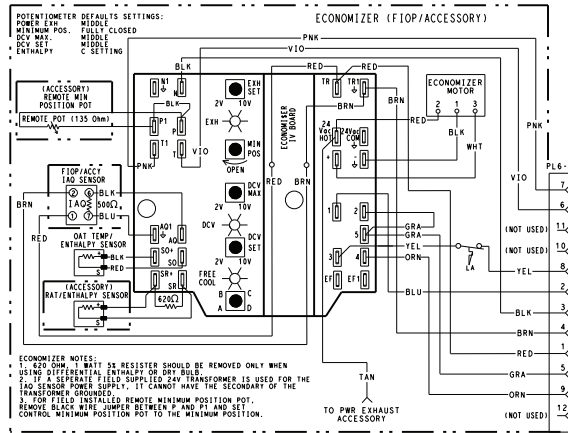 POTENTIOMETER DEFAULTS SETTINGS:
POWER EXH MIDDLE
MINIMUM POS. FULLY CLOSED
DCV MAX. MIDDLE
DCV SET MIDDLE
ENTHALPY C SETTING
ECONOMIZER (FIOP/ACCESSORY)
PNK
VIO
BLK
RED
RED
(ACCESSORY)
REMOTE MIN
POSITION POT
REMOTE POT (135 Ohm)
N1
N
BLK
P1
P
T1
T
PNK
VIO
EXH
SET
2V 10V
EXH
MIN
POS
OPEN
DCV
MAX
2V 10V
DCV
DCV
SET
2V 10V
FREE
COOL
B C
A D
ECONOMISER
IV BOARD
RED
BRN
TR
TR1
BRN
24
Vac
HOT
24Vac
COM
+
-
1
2
5
3
4
EF
EF1
ECONOMIZER
MOTOR
2 1 3
RED
BLK
WHT
BRN
PNK
VIO
GRA
GRA
YEL
ORN
BLU
LA
FIOP/ACCY
IAQ SENSOR
2 6
IAQ
1 7
500Ω
BLK
BLU
BRN
RED
OAT TEMP/
ENTHALPY SENSOR
+
S
BLK
RED
(ACCESSORY)
RAT/ENTHALPY SENSOR
+
S
AQ1
AQ
SO+
SO
SR+
SR
620Ω
PL6-
7
6
(NOT USED) 11
(NOT USED) 10
YEL 8
2
BLK 3
BRN 4
RED 1
GRA 5
ORN 9
(NOT USED) 12
TAN
TO PWR EXHAUST
ACCESSORY
ECONOMIZER NOTES:
1. 620 OHM, 1 WATT 5% RESISTER SHOULD BE REMOVED ONLY WHEN
USING DIFFERENTIAL ENTHALPY OR DRY BULB.
2. IF A SEPERATE FIELD SUPPLIED 24V TRANSFORMER IS USED FOR THE
IAQ SENSOR POWER SUPPLY, IT CANNOT HAVE THE SECONDARY OF THE
TRANSFORMER GROUNDED.
3. FOR FIELD INSTALLED REMOTE MINIMUM POSITION POT,
REMOVE BLACK WIRE JUMPER BETWEEN P AND P1 AND SET
CONTROL MINIMUM POSITION POT TO THE MINIMUM POSITION.